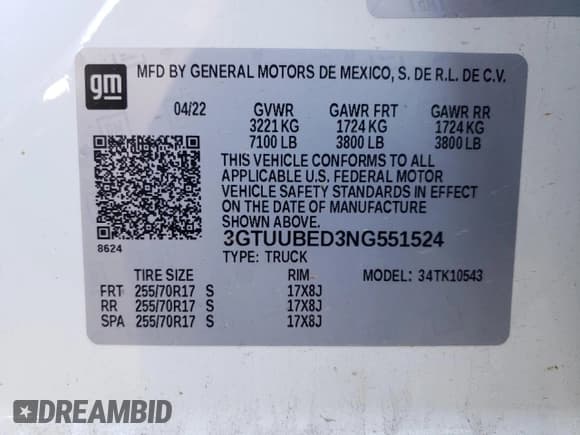 gm
MFD BY GENERAL MOTORS DE MEXICO, S. DE R.L. DE C.V.
04/22 GVWR GAWR FRT GAWR RR
3221 KG 1724 KG 1724 KG
7100 LB 3800 LB 3800 LB
THIS VEHICLE CONFORMS TO ALL
APPLICABLE U.S. FEDERAL MOTOR
VEHICLE SAFETY STANDARDS IN EFFECT
ON THE DATE OF MANUFACTURE
SHOWN ABOVE.
8624
3GTUUBED3NG551524
TYPE: TRUCK
MODEL: 34TK10543
TIRE SIZE RIM
FRT 255/70R17 S 17X8J
RR 255/70R17 S 17X8J
SPA 255/70R17 S 17X8J
DREAMBID